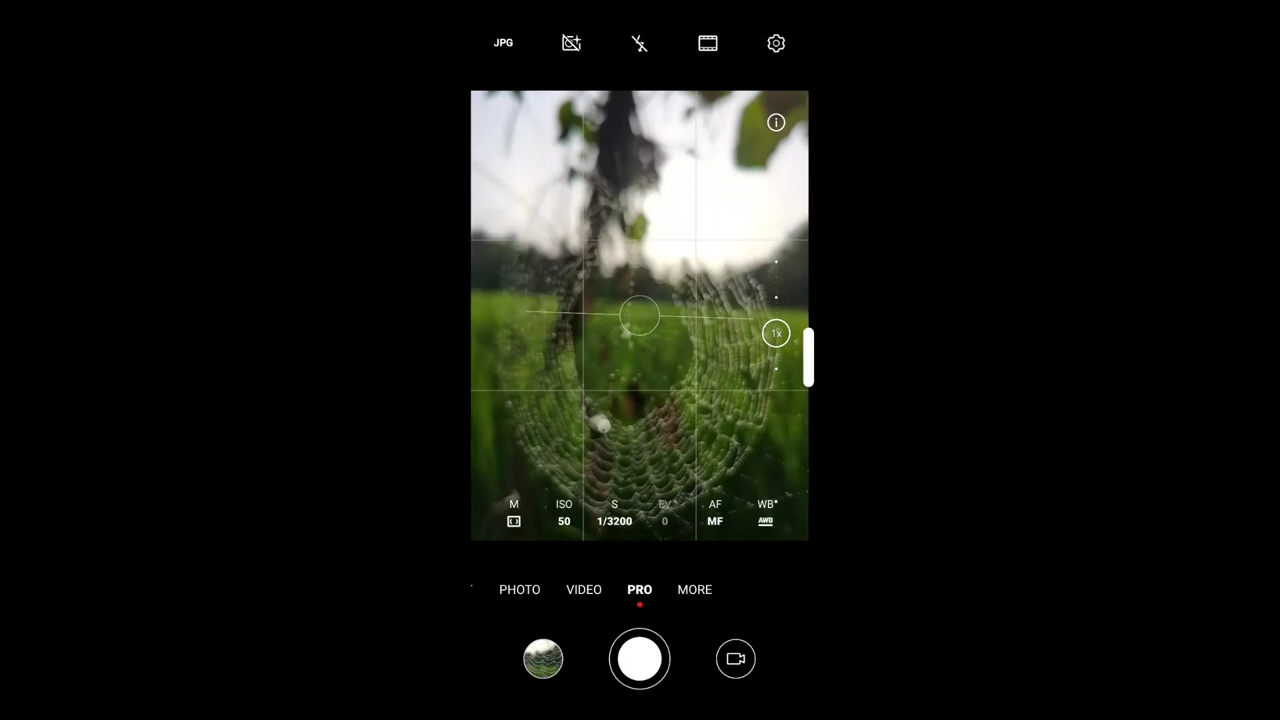 JPG
1x
M ISO S EV AF WB
50 1/3200 0 MF AWB
PHOTO VIDEO PRO MORE